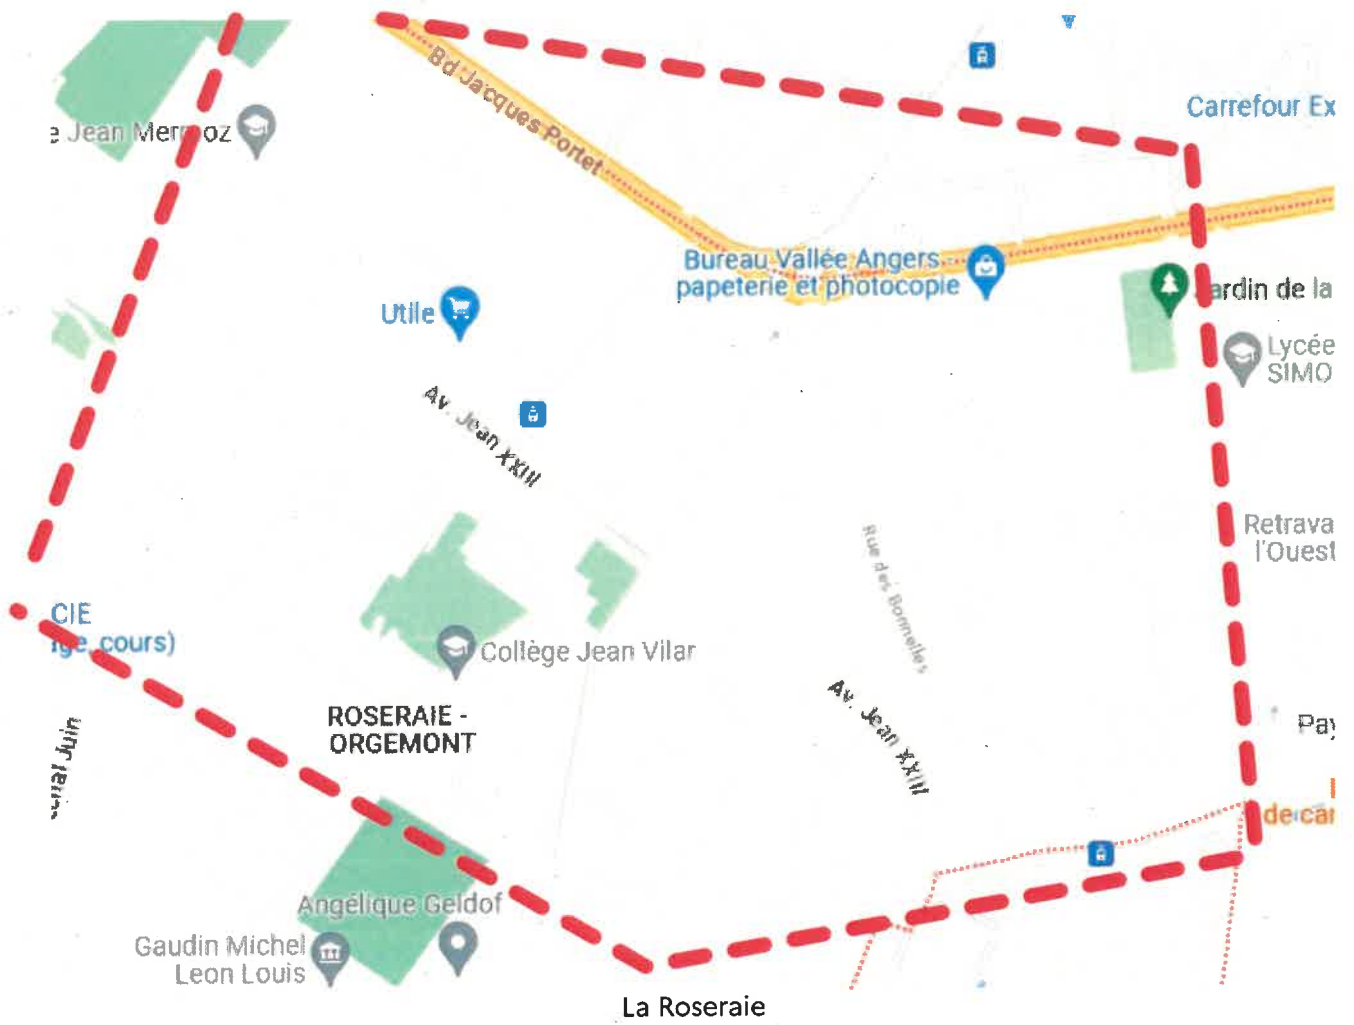 Bd Jacques Portet
Carrefour Ex
e Jean Mermoz
Bureau Vallée Angers -
papeterie et photocopie
ardin de la
Utile
Lycée
SIMO
Av. Jean XXIII
Retrava
l'Ouest
Rue des Bonnelles
CIE
cours)
Collège Jean Vilar
Av. Jean XXIII
ROSERAIE -
ORGEMONT
Pay
Juin
de car
Angélique Geldof
Gaudin Michel
Leon Louis
La Roseraie